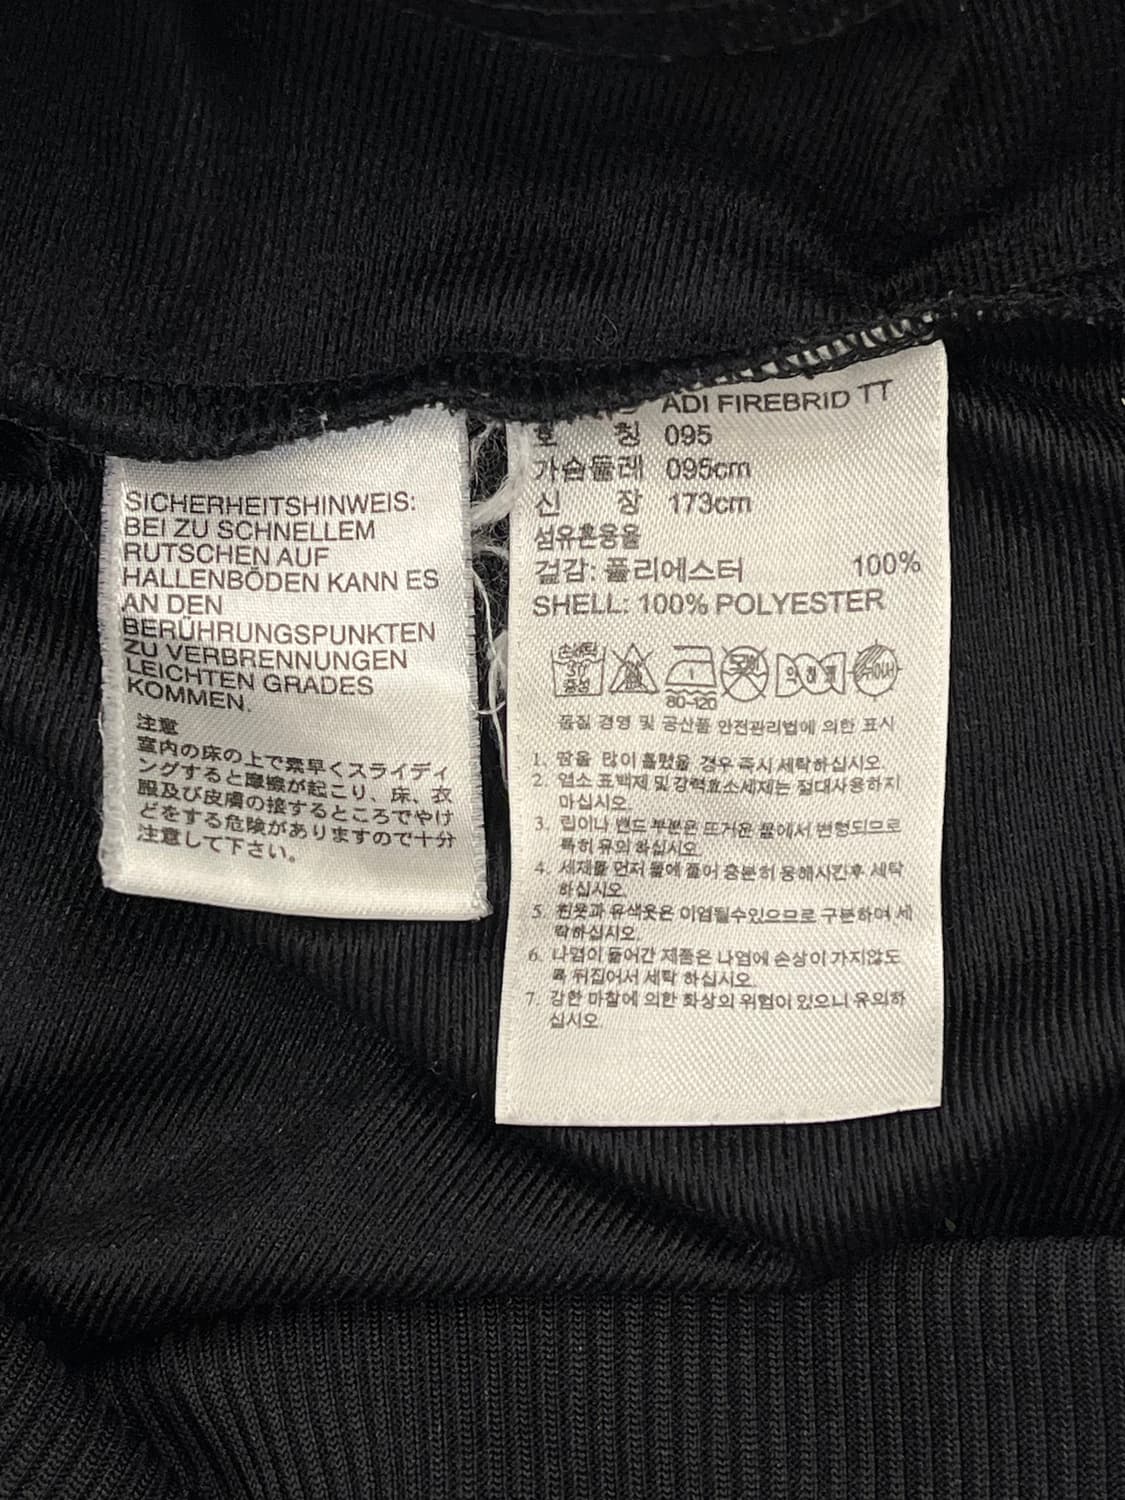 SICHERHEITSHINWEIS:
BEI ZU SCHNELLEM
RUTSCHEN AUF
HALLENBÖDEN KANN ES
AN DEN
BERÜHRUNGSPUNKTEN
ZU VERBRENNUNGEN
LEICHTEN GRADES
KOMMEN.
注意
室内の床の上で素早くスライディ
ングすると摩擦が起こり、床、衣
服及び皮膚の接するところでやけ
どをする危険がありますので十分
注意して下さい。
ADI FIREBRID TT
호 칭 095
가슴둘레 095cm
신 장 173cm
섬유혼용율
겉감: 폴리에스터 100%
SHELL: 100% POLYESTER
손세탁
30°
중성
80-120
품질 경영 및 공산품 안전관리법에 의한 표시
1. 땀을 많이 흘렸을 경우 즉시 세탁하십시오.
2. 염소 표백제 및 강력효소세제는 절대사용하지
마십시오.
3. 립이나 밴드 부분은 뜨거운 물에서 변형되므로
특히 유의 하십시오.
4. 세제를 먼저 물에 풀어 충분히 용해시킨후 세탁
하십시오.
5. 흰옷과 유색옷은 이염될수있으므로 구분하여 세
탁하십시오.
6. 나염이 들어간 제품은 나염에 손상이 가지않도
록 뒤집어서 세탁 하십시오.
7. 강한 마찰에 의한 화상의 위험이 있으니 유의하
십시오.